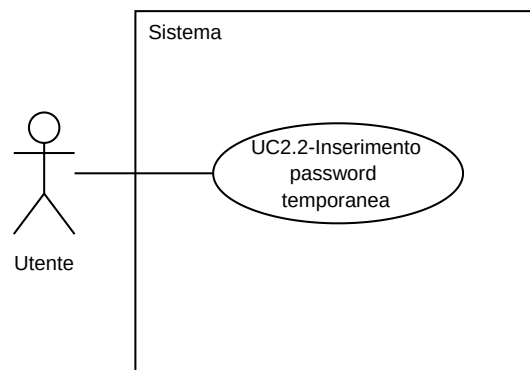 Sistema
UC2.2-Inserimento
password
temporanea
Utente